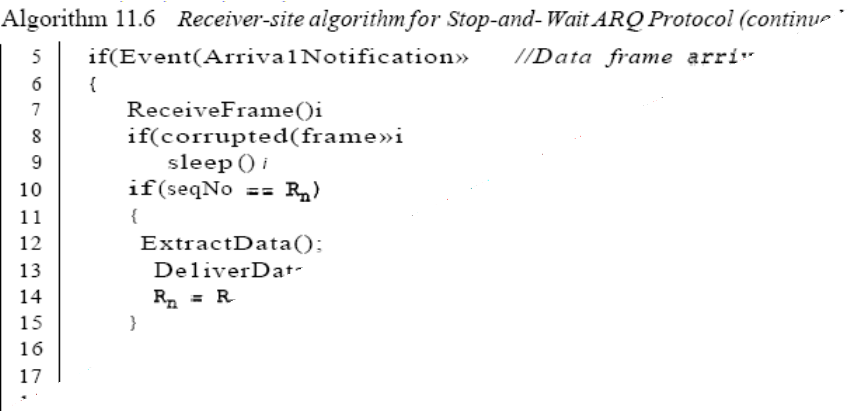 Algorithm 11.6 Receiver-site algorithm for Stop-and-Wait ARQ Protocol
5 if(Event(Arriva1Notification» //Data frame
6 {
7 ReceiveFrame()i
8 if(corrupted(frame»i
9 sleep()i
10 if(seqNo == Rn)
11 {
12 ExtractData();
13
14 Rn = R
15 }
16
17